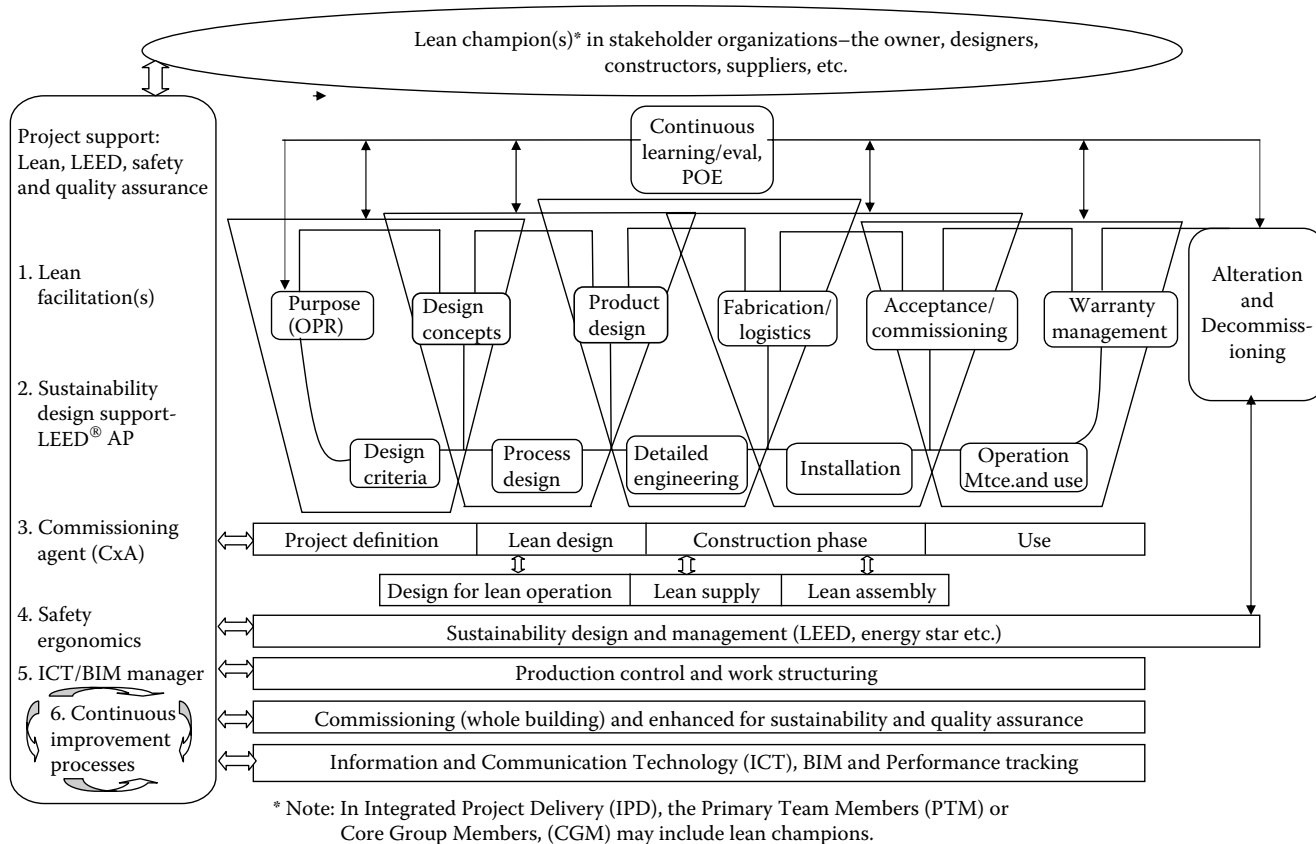 Lean champion(s)* in stakeholder organizations–the owner, designers,
constructors, suppliers, etc.
Project support:
Lean, LEED, safety
and quality assurance
1. Lean
facilitation(s)
2. Sustainability
design support-
LEED® AP
3. Commissioning
agent (CxA)
4. Safety
ergonomics
5. ICT/BIM manager
6. Continuous
improvement
processes
Continuous
learning/eval,
POE
Purpose
(OPR)
Design
concepts
Product
design
Fabrication/
logistics
Acceptance/
commissioning
Warranty
management
Alteration
and
Decommiss-
ioning
Design
criteria
Process
design
Detailed
engineering
Installation
Operation
Mtce.and use
Project definition
Lean design
Construction phase
Use
Design for lean operation
Lean supply
Lean assembly
Sustainability design and management (LEED, energy star etc.)
Production control and work structuring
Commissioning (whole building) and enhanced for sustainability and quality assurance
Information and Communication Technology (ICT), BIM and Performance tracking
* Note: In Integrated Project Delivery (IPD), the Primary Team Members (PTM) or
Core Group Members, (CGM) may include lean champions.